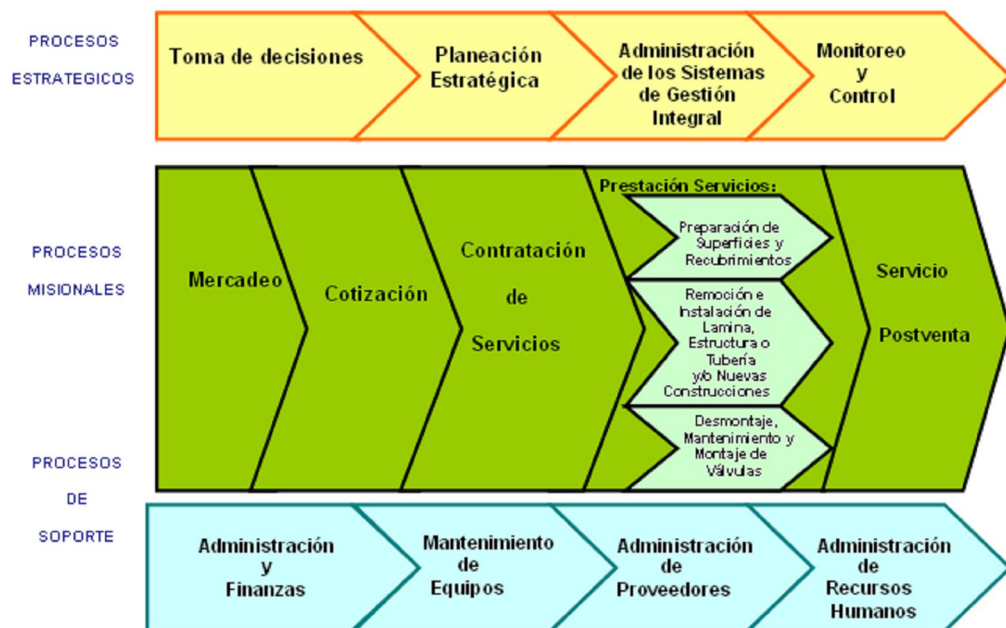 PROCESOS
ESTRATEGICOS
Toma de decisiones
Planeación
Estratégica
Administración
de los Sistemas
de Gestión
Integral
Monitoreo
y
Control
PROCESOS
MISIONALES
Mercadeo
Cotización
Contratación
de
Servicios
Prestación Servicios:
Preparación de
Superficies y
Recubrimientos
Remoción e
Instalación de
Lamina,
Estructura o
Tubería
y/o Nuevas
Construcciones
Desmontaje,
Mantenimiento y
Montaje de
Válvulas
Servicio
Postventa
PROCESOS
DE
SOPORTE
Administración
y
Finanzas
Mantenimiento
de
Equipos
Administración
de
Proveedores
Administración
de
Recursos
Humanos